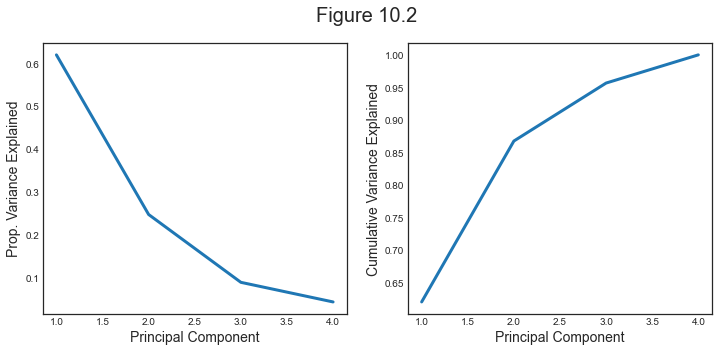 Figure 10.2
Prop. Variance Explained
0.6
0.5
0.4
0.3
0.2
0.1
1.0 1.5 2.0 2.5 3.0 3.5 4.0
Principal Component
Cumulative Variance Explained
1.00
0.95
0.90
0.85
0.80
0.75
0.70
0.65
1.0 1.5 2.0 2.5 3.0 3.5 4.0
Principal Component